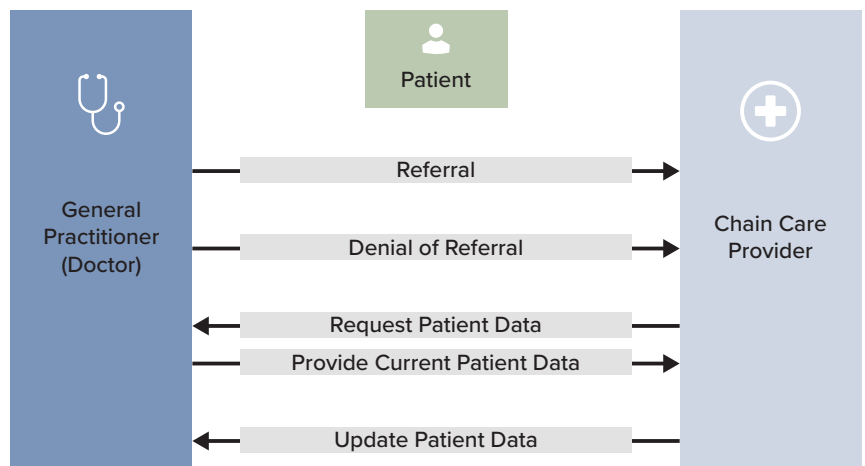 Patient
General
Practitioner
(Doctor)
Referral
Denial of Referral
Request Patient Data
Provide Current Patient Data
Update Patient Data
Chain Care
Provider